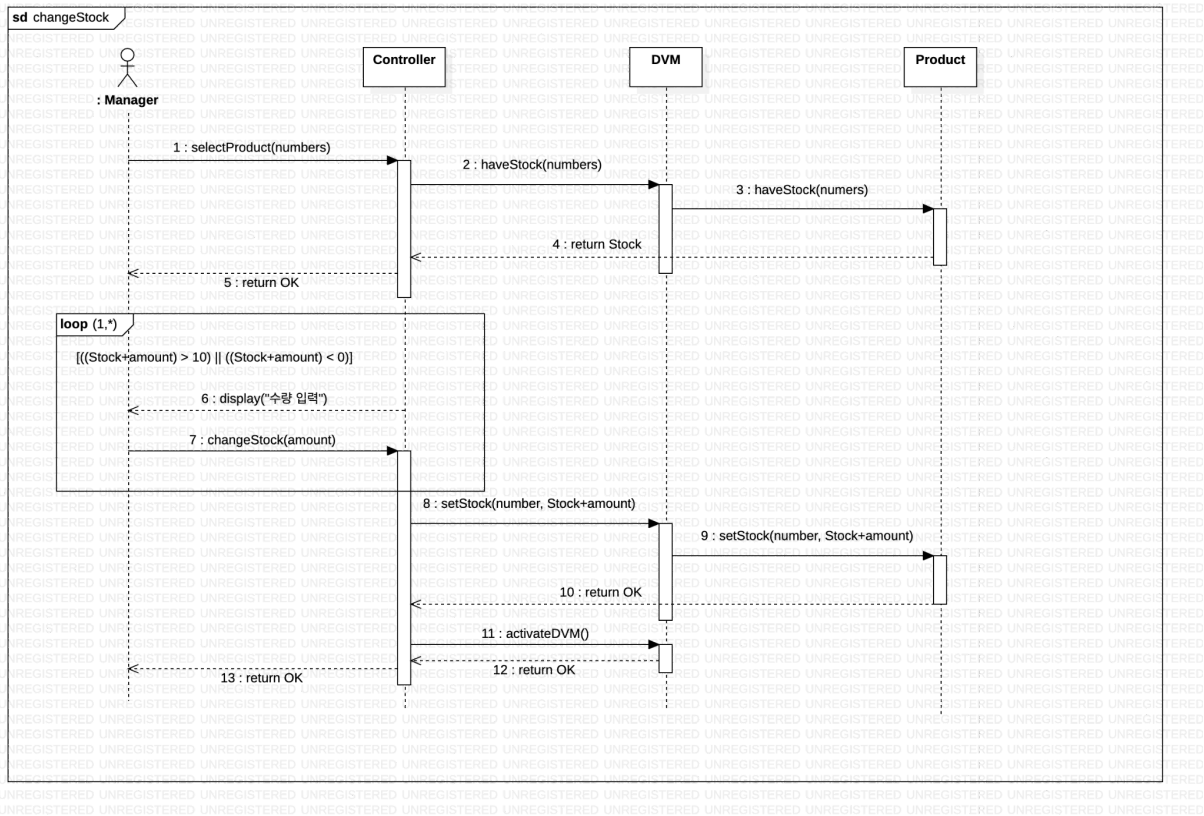 sd changeStock
Controller
DVM
Product
: Manager
1 : selectProduct(numbers)
2 : haveStock(numbers)
3 : haveStock(numers)
4 : return Stock
5 : return OK
loop (1,*)
[((Stock+amount) > 10) || ((Stock+amount) < 0)]
6 : display("수량 입력")
7 : changeStock(amount)
8 : setStock(number, Stock+amount)
9 : setStock(number, Stock+amount)
10 : return OK
11 : activateDVM()
12 : return OK
13 : return OK
UNREGISTERED